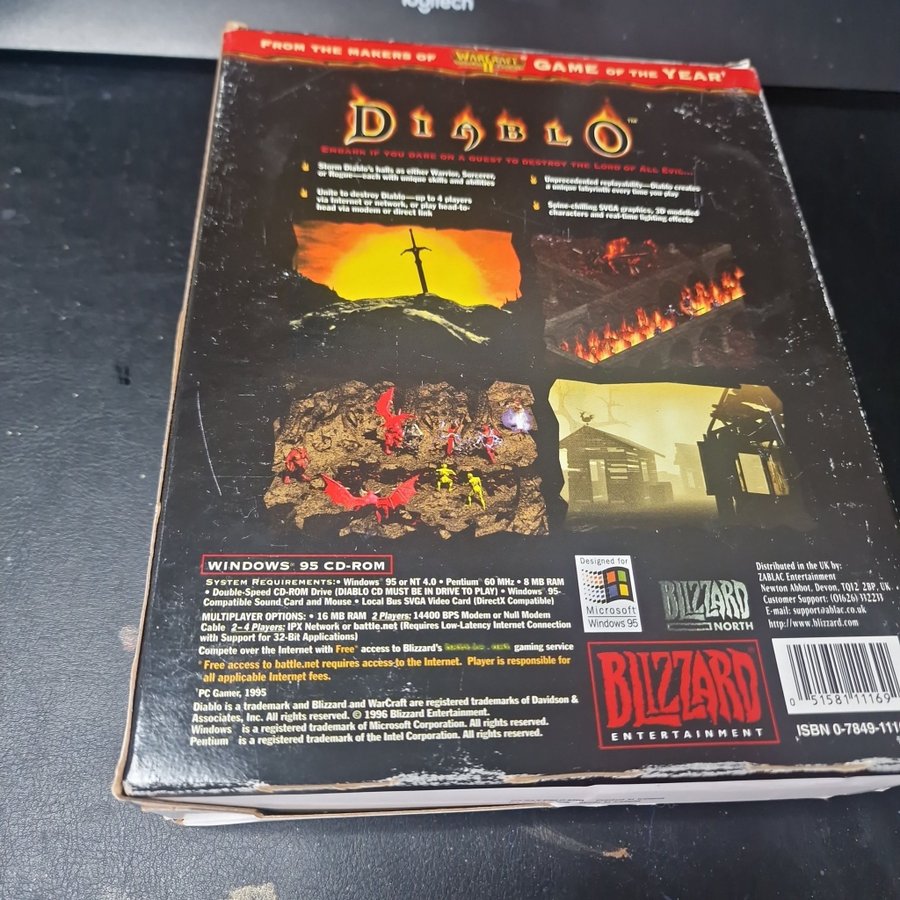 logitech
FROM THE MAKERS OF WARCRAFT II GAME OF THE YEAR*
DIABLO™
EMBARK IF YOU DARE ON A QUEST TO DESTROY THE LORD OF ALL EVIL...
Storm Diablo's halls as either Warrior, Sorcerer
or Rogue—each with unique skills and abilities
Unite to destroy Diablo—up to 4 players
via Internet or network, or play head-to-
head via modem or direct link
Unprecedented replayability—Diablo creates
a unique labyrinth every time you play
Spine-chilling SVGA graphics, 3D modelled
characters and real-time lighting effects
WINDOWS® 95 CD-ROM
SYSTEM REQUIREMENTS: • Windows® 95 or NT 4.0 • Pentium® 60 MHz • 8 MB RAM
• Double-Speed CD-ROM Drive (DIABLO CD MUST BE IN DRIVE TO PLAY) • Windows® 95-
Compatible Sound Card and Mouse • Local Bus SVGA Video Card (DirectX Compatible)
MULTIPLAYER OPTIONS: • 16 MB RAM 2 Players: 14400 BPS Modem or Null Modem
Cable 2–4 Players: IPX Network or battle.net (Requires Low-Latency Internet Connection
with Support for 32-Bit Applications)
Compete over the Internet with Free* access to Blizzard's battle.net gaming service
*Free access to battle.net requires access to the Internet. Player is responsible for
all applicable Internet fees.
*PC Gamer, 1995
Diablo is a trademark and Blizzard and WarCraft are registered trademarks of Davidson &
Associates, Inc. All rights reserved. © 1996 Blizzard Entertainment.
Windows® is a registered trademark of Microsoft Corporation. All rights reserved.
Pentium® is a registered trademark of the Intel Corporation. All rights reserved.
Designed for
Microsoft®
Windows®95
BLIZZARD
NORTH
BLIZZARD®
ENTERTAINMENT
Distributed in the UK by:
ZABLAC Entertainment
Newton Abbot, Devon, TQ12 2BP, UK
Customer Support: (01626) 332233
E-mail: support@ablac.co.uk
http://www.blizzard.com
0 51581 11169
ISBN 0-7849-111